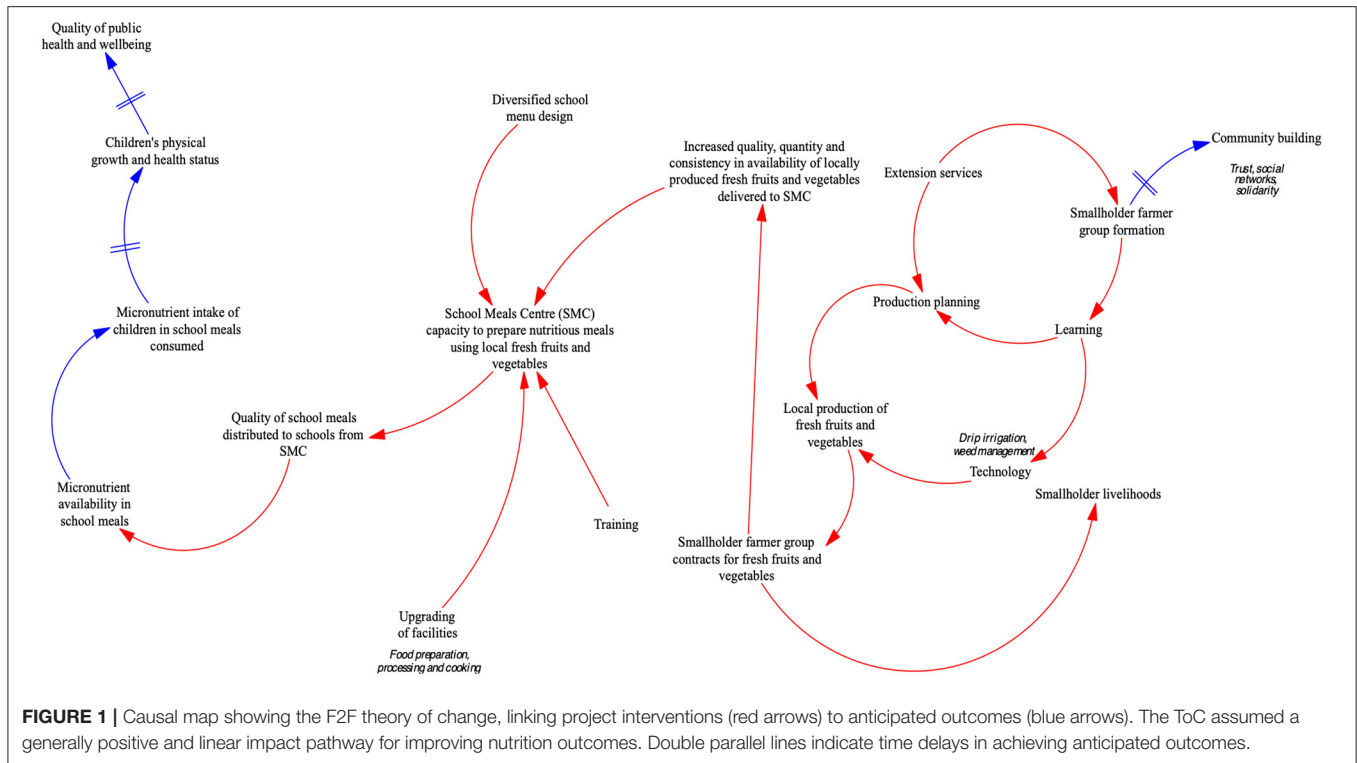 Quality of public
health and wellbeing
Children's physical
growth and health status
Micronutrient intake of
children in school meals
consumed
Micronutrient
availability in
school meals
Quality of school meals
distributed to schools from
SMC
Diversified school
menu design
School Meals Centre (SMC)
capacity to prepare nutritious meals
using local fresh fruits and
vegetables
Upgrading
of facilities
Food preparation,
processing and cooking
Training
Increased quality, quantity and
consistency in availability of locally
produced fresh fruits and vegetables
delivered to SMC
Extension services
Community building
Trust, social
networks,
solidarity
Smallholder farmer
group formation
Production planning
Learning
Local production of
fresh fruits and
vegetables
Drip irrigation,
weed management
Technology
Smallholder livelihoods
Smallholder farmer group
contracts for fresh fruits and
vegetables
FIGURE 1 | Causal map showing the F2F theory of change, linking project interventions (red arrows) to anticipated outcomes (blue arrows). The ToC assumed a
generally positive and linear impact pathway for improving nutrition outcomes. Double parallel lines indicate time delays in achieving anticipated outcomes.